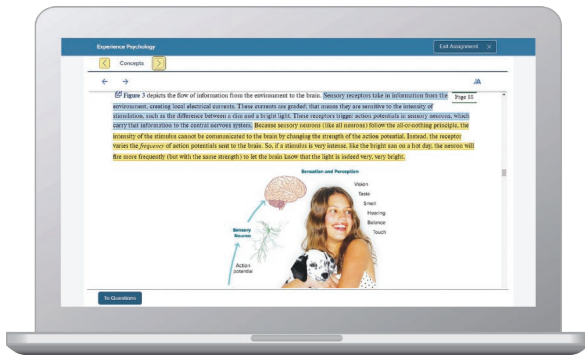 Experience Psychology
Exit Assignment X
Concepts
Figure 3 depicts the flow of information from the environment to the brain. Sensory receptors take in information from the
Page 85
environment, creating local electrical currents. These currents are graded; that means they are sensitive to the intensity of
stimulation, such as the difference between a dim and a bright light. These receptors trigger action potentials in sensory neurons, which
carry that information to the central nervous system. Because sensory neurons (like all neurons) follow the all-or-nothing principle, the
intensity of the stimulus cannot be communicated to the brain by changing the strength of the action potential. Instead, the receptor
varies the frequency of action potentials sent to the brain. So, if a stimulus is very intense, like the bright sun on a hot day, the neuron will
fire more frequently (but with the same strength) to let the brain know that the light is indeed very, very bright.
Sensation and Perception
Vision
Taste
Smell
Hearing
Balance
Touch
Sensory
Neuron
Action
potential
To Questions